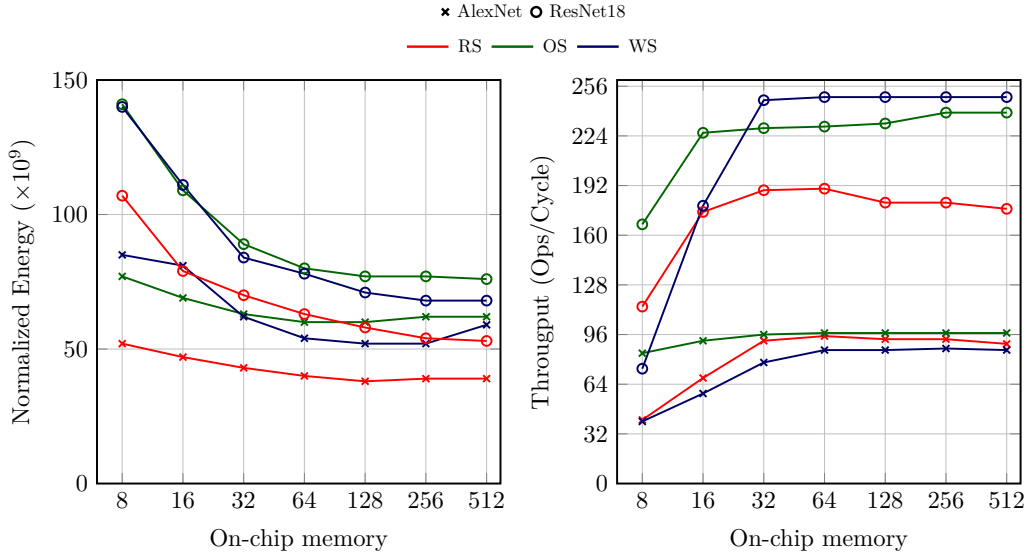 AlexNet ResNet18
RS OS WS
150
100
50
0
Normalized Energy (×10⁹)
8 16 32 64 128 256 512
On-chip memory
256
224
192
160
128
96
64
32
0
Througput (Ops/Cycle)
8 16 32 64 128 256 512
On-chip memory